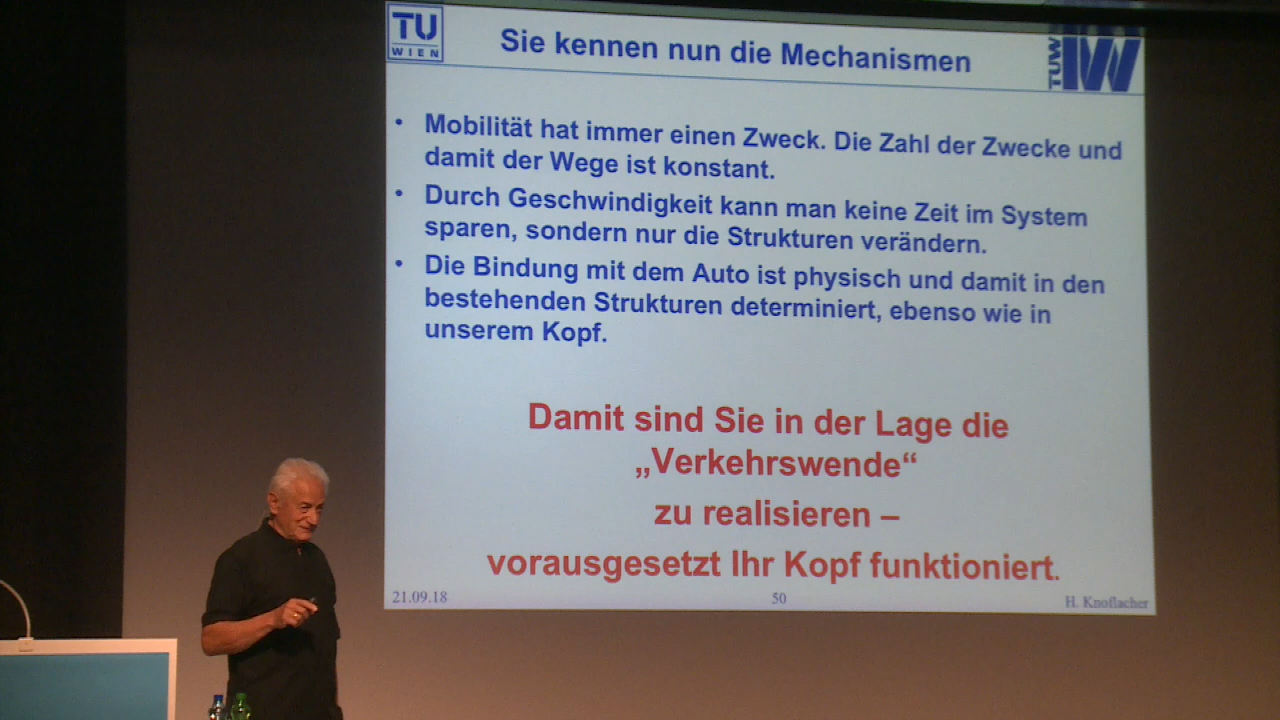 TU
WIEN
Sie kennen nun die Mechanismen
TUW
IW
• Mobilität hat immer einen Zweck. Die Zahl der Zwecke und
damit der Wege ist konstant.
• Durch Geschwindigkeit kann man keine Zeit im System
sparen, sondern nur die Strukturen verändern.
• Die Bindung mit dem Auto ist physisch und damit in den
bestehenden Strukturen determiniert, ebenso wie in
unserem Kopf.
Damit sind Sie in der Lage die
„Verkehrswende“
zu realisieren –
vorausgesetzt Ihr Kopf funktioniert.
21.09.18
50
H. Knoflacher